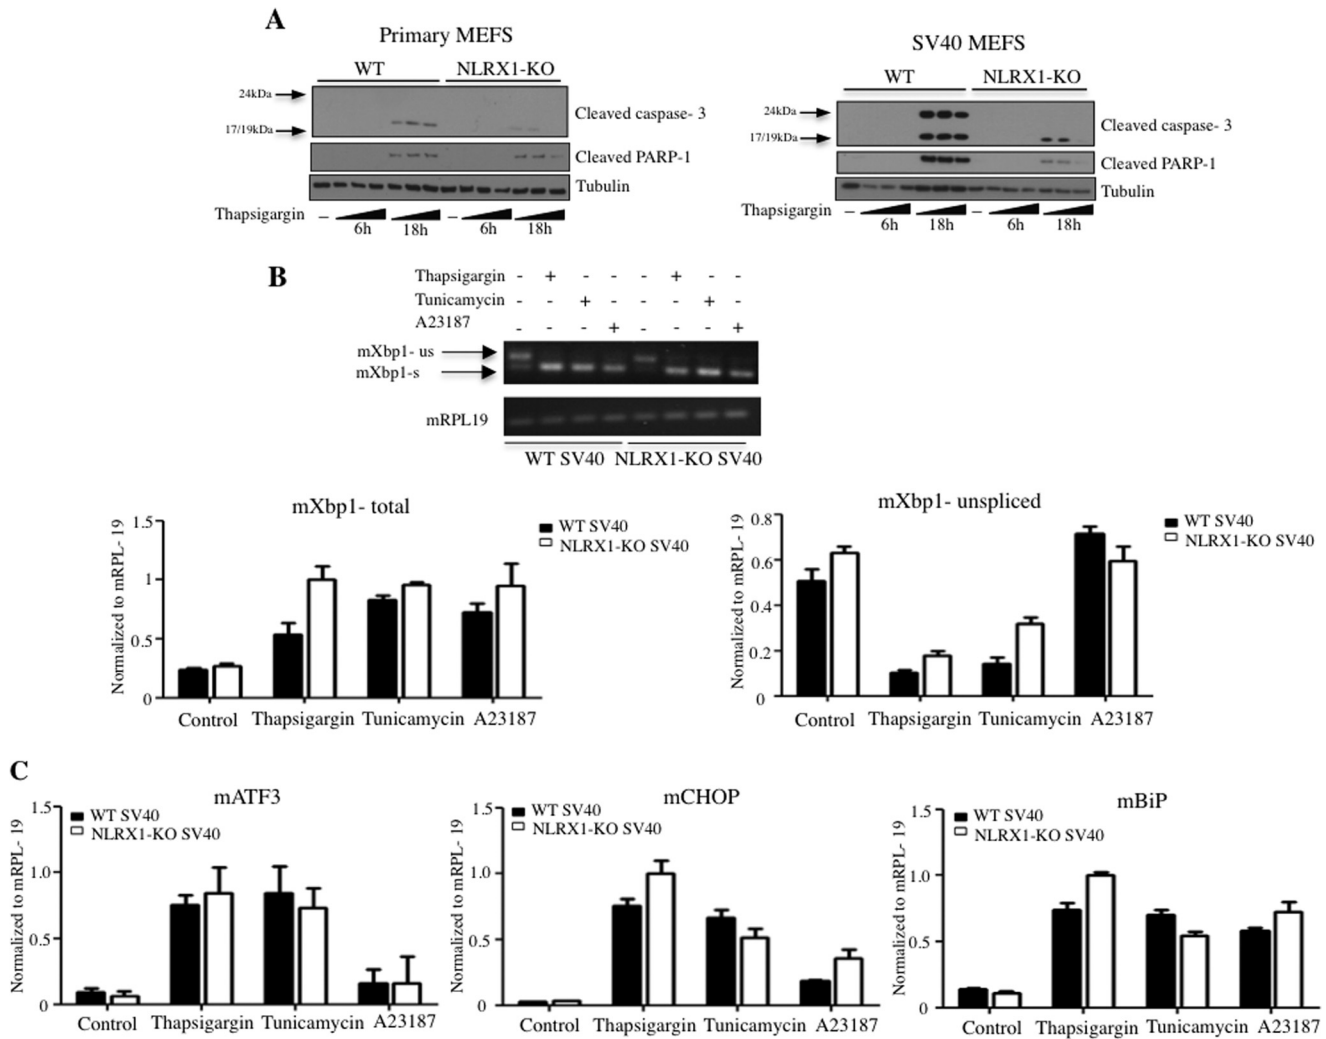 A
Primary MEFS
WT NLRX1-KO
24kDa
17/19kDa
Cleaved caspase- 3
Cleaved PARP-1
Tubulin
Thapsigargin – 6h 18h – 6h 18h
SV40 MEFS
WT NLRX1-KO
24kDa
17/19kDa
Cleaved caspase- 3
Cleaved PARP-1
Tubulin
Thapsigargin – 6h 18h – 6h 18h
B
Thapsigargin - + - - - + - -
Tunicamycin - - + - - - + -
A23187 - - - + - - - +
mXbp1- us
mXbp1-s
mRPL19
WT SV40 NLRX1-KO SV40
mXbp1- total
Normalized to mRPL- 19
1.5
1
0.5
0
WT SV40
NLRX1-KO SV40
Control Thapsigargin Tunicamycin A23187
mXbp1- unspliced
Normalized to mRPL- 19
0.8
0.6
0.4
0.2
0
WT SV40
NLRX1-KO SV40
Control Thapsigargin Tunicamycin A23187
C
mATF3
Normalized to mRPL- 19
1.5
1.0
0.5
0
WT SV40
NLRX1-KO SV40
Control Thapsigargin Tunicamycin A23187
mCHOP
Normalized to mRPL- 19
1.5
1.0
0.5
0
WT SV40
NLRX1-KO SV40
Control Thapsigargin Tunicamycin A23187
mBiP
Normalized to mRPL- 19
1.5
1.0
0.5
0
WT SV40
NLRX1-KO SV40
Control Thapsigargin Tunicamycin A23187